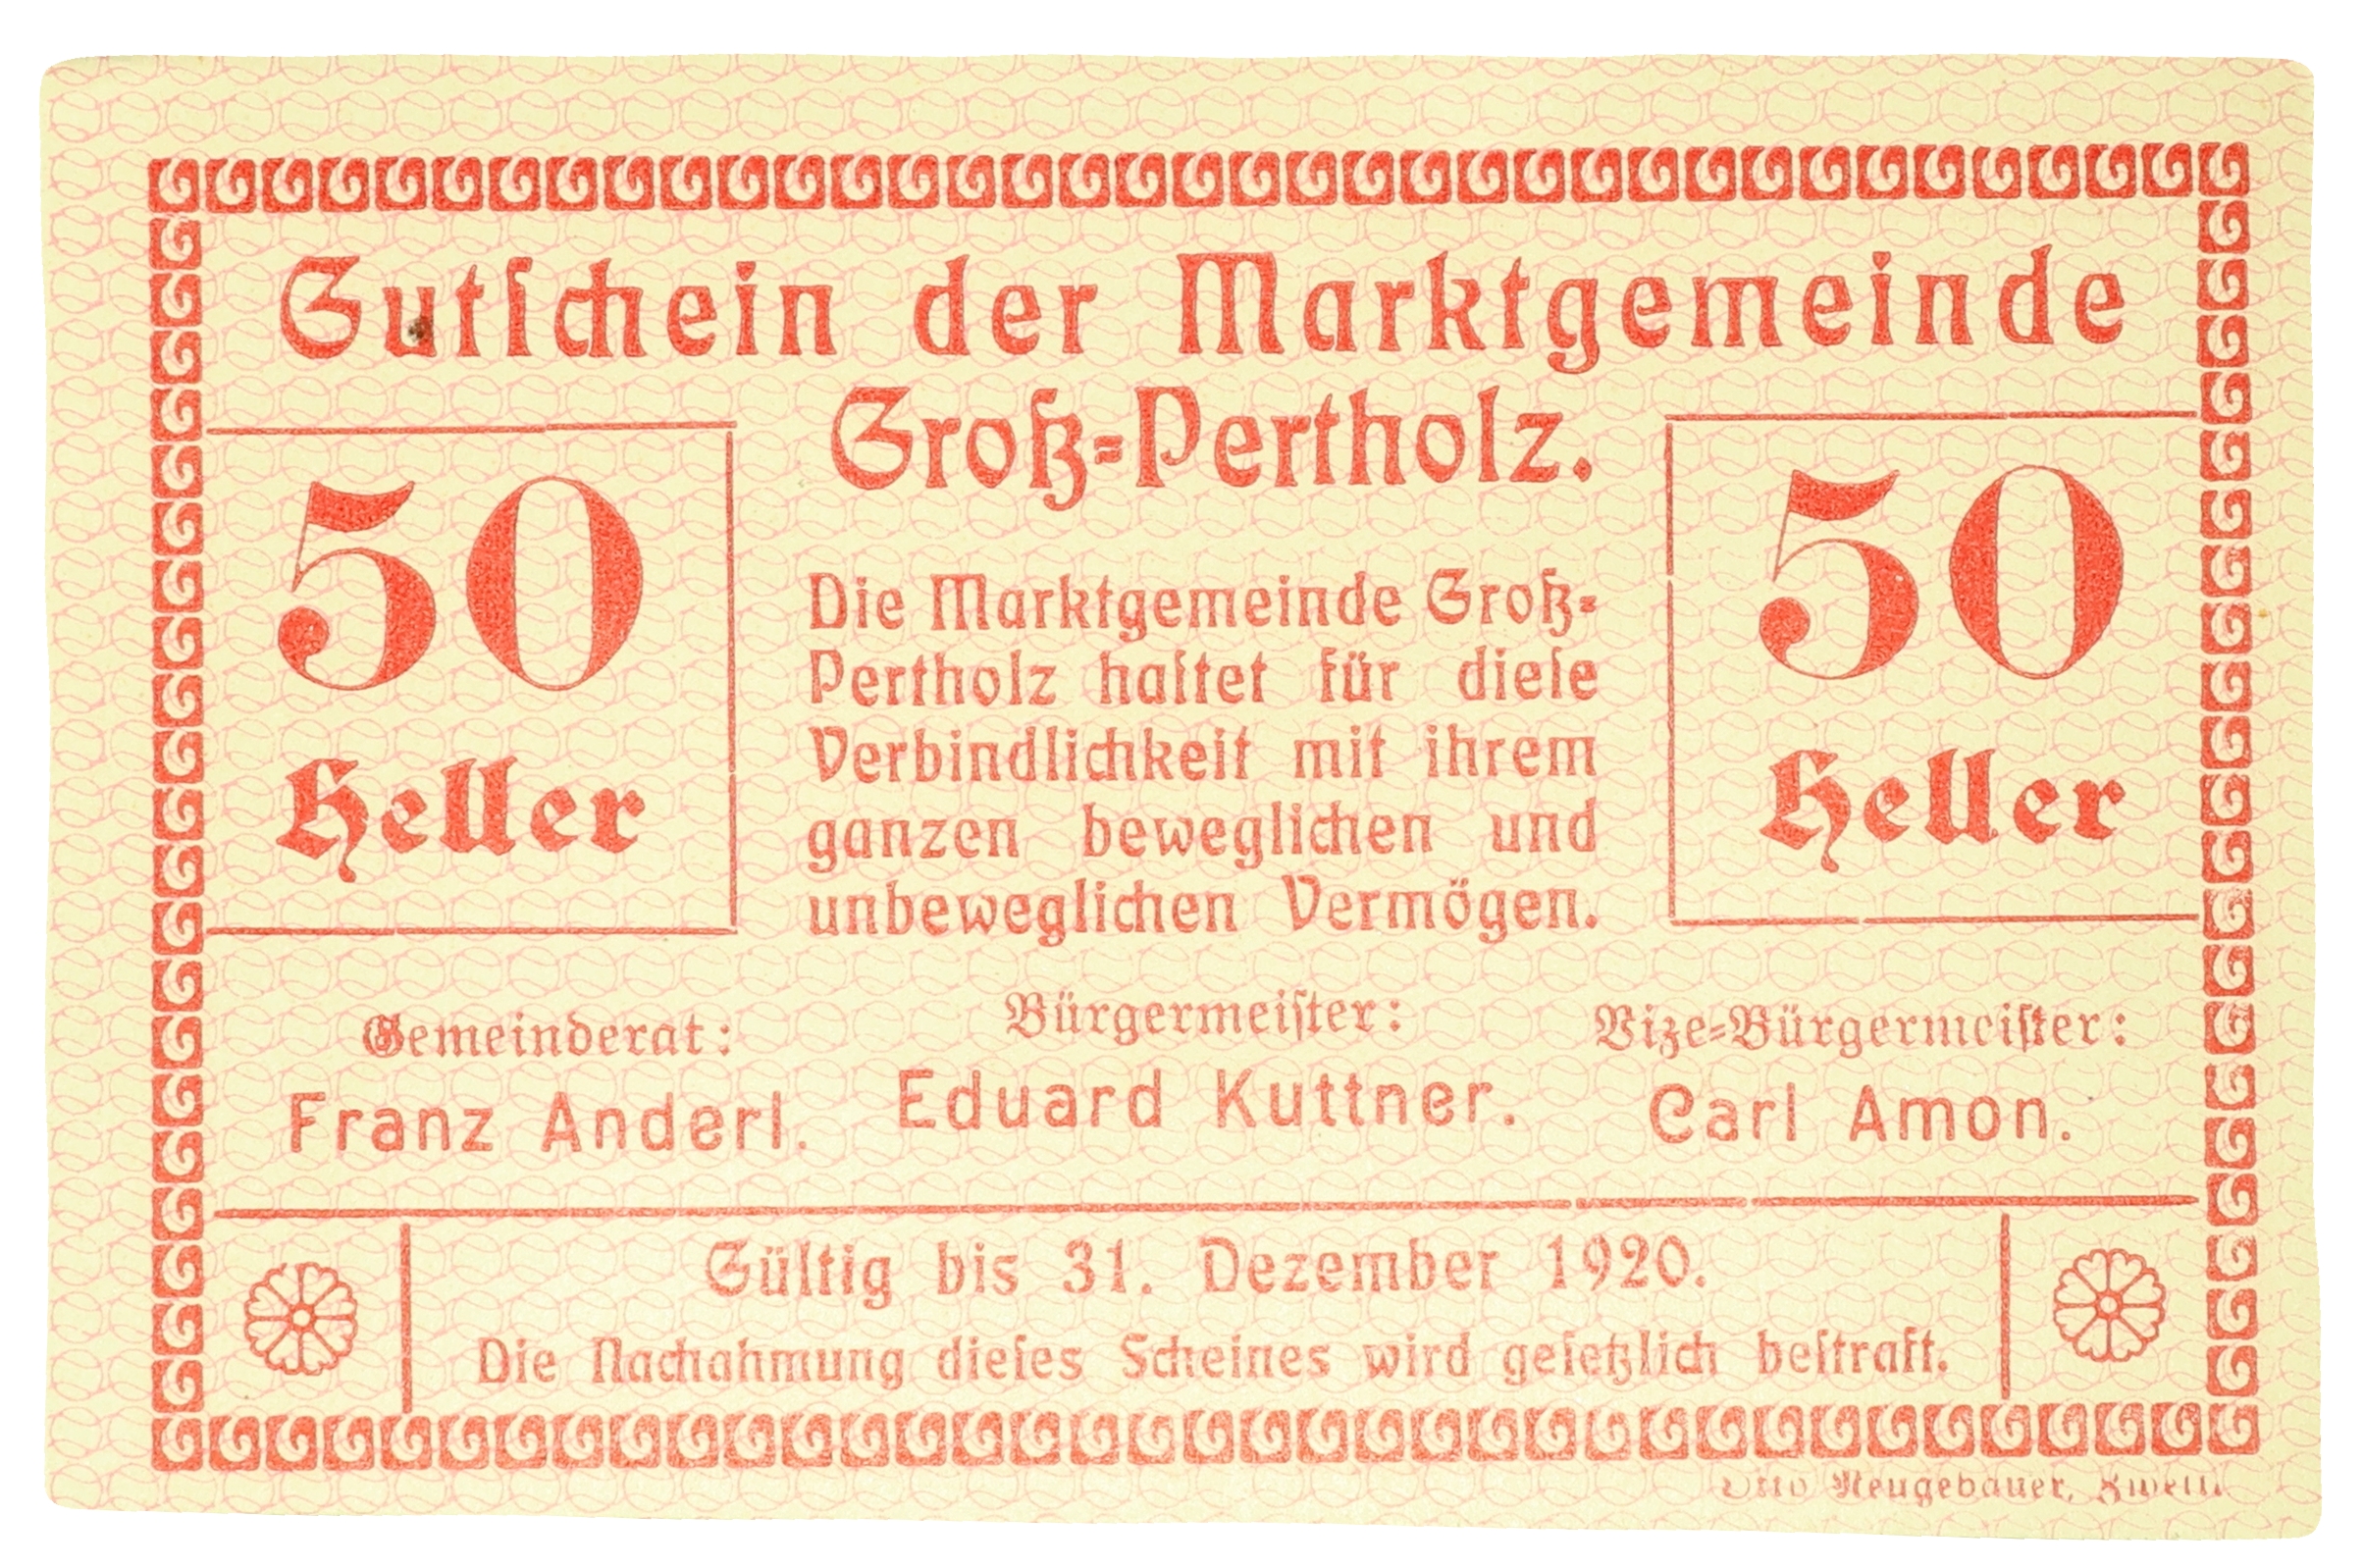 Gutschein der Marktgemeinde
Groß-Pertholz.
50
Heller
Die Marktgemeinde Groß-
Pertholz haftet für diese
Verbindlichkeit mit ihrem
ganzen beweglichen und
unbeweglichen Vermögen.
50
Heller
Gemeinderat:
Franz Anderl.
Bürgermeister:
Eduard Kuttner.
Vize-Bürgermeister:
Carl Amon.
Gültig bis 31. Dezember 1920.
Die Nachahmung dieses Scheines wird gesetzlich bestraft.
Otto Neugebauer, Zwettl.